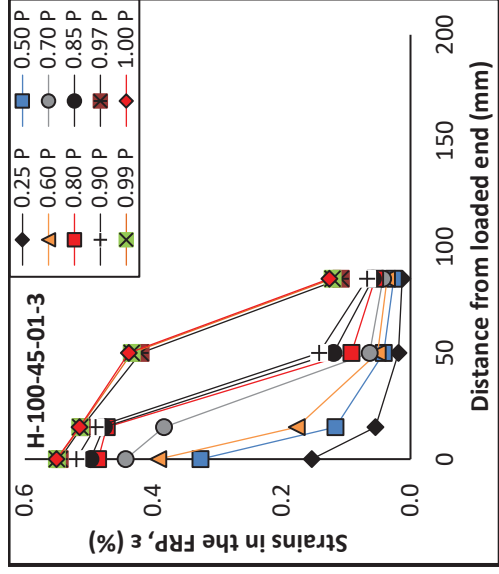 H-100-45-01-3
0.25 P
0.50 P
0.60 P
0.70 P
0.80 P
0.85 P
0.90 P
0.97 P
0.99 P
1.00 P
Strains in the FRP, ε (%)
0.6
0.4
0.2
0.0
0
50
100
150
200
Distance from loaded end (mm)